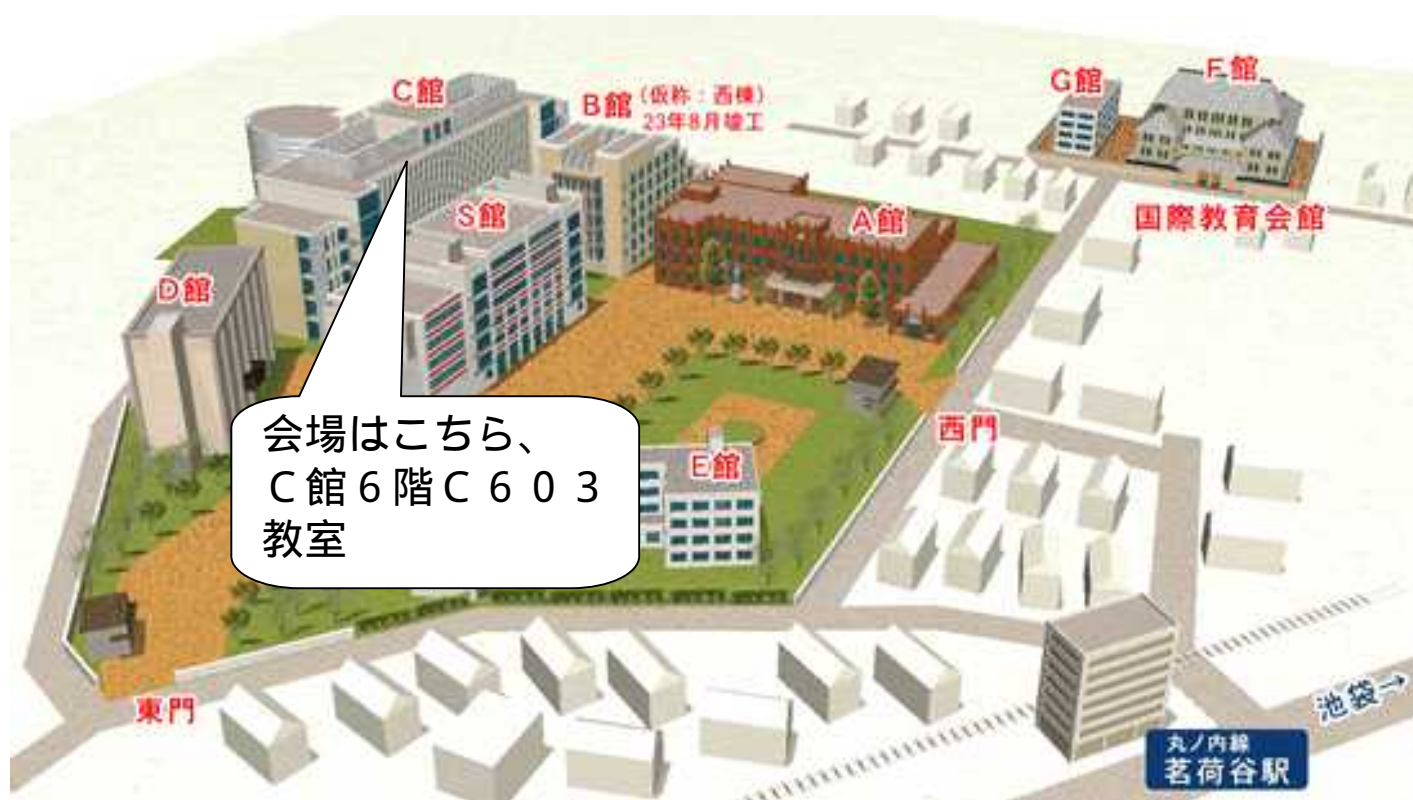 C館
B館 (仮称:西棟)
23年8月竣工
G館
F館
S館
A館
国際教育会館
D館
会場はこちら、
C館6階C603
教室
E館
西門
東門
池袋→
丸ノ内線
茗荷谷駅